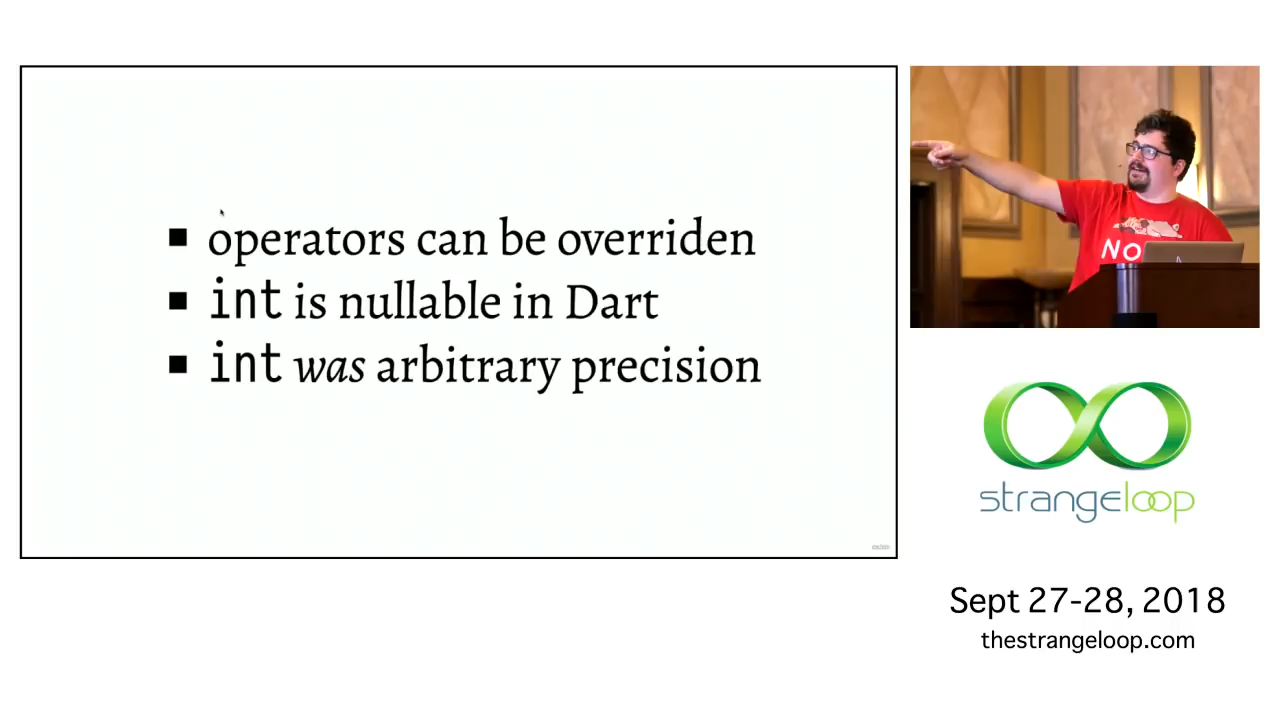 operators can be overriden
int is nullable in Dart
int was arbitrary precision
NO
strangeloop
Sept 27-28, 2018
thestrangeloop.com